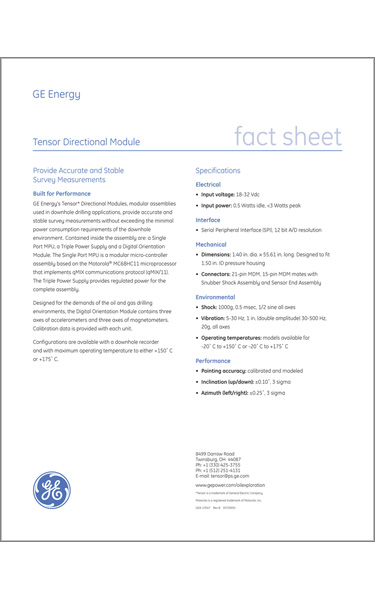 GE Energy
Tensor Directional Module
fact sheet
Provide Accurate and Stable
Survey Measurements
Built for Performance
GE Energy's Tensor* Directional Modules, modular assemblies
used in downhole drilling applications, provide accurate and
stable survey measurements without exceeding the minimal
power consumption requirements of the downhole
environment. Contained inside the assembly are: a Single
Port MPU, a Triple Power Supply and a Digital Orientation
Module. The Single Port MPU is a modular micro-controller
assembly based on the Motorola® MC68HC11 microprocessor
that implements qMIX communications protocol (qMIX/11).
The Triple Power Supply provides regulated power for the
complete assembly.
Designed for the demands of the oil and gas drilling
environments, the Digital Orientation Module contains three
axes of accelerometers and three axes of magnetometers.
Calibration data is provided with each unit.
Configurations are available with a downhole recorder
and with maximum operating temperature to either +150˚ C
or +175˚ C.
Specifications
Electrical
• Input voltage: 18-32 Vdc
• Input power: 0.5 Watts idle, <3 Watts peak
Interface
• Serial Peripheral Interface (SPI), 12 bit A/D resolution
Mechanical
• Dimensions: 1.40 in. dia. x 55.61 in. long. Designed to fit
1.50 in. ID pressure housing
• Connectors: 21-pin MDM, 15-pin MDM mates with
Snubber Shock Assembly and Sensor End Assembly
Environmental
• Shock: 1000g, 0.5 msec, 1/2 sine all axes
• Vibration: 5-30 Hz, 1 in. (double amplitude) 30-500 Hz,
20g, all axes
• Operating temperatures: models available for
-20˚ C to +150˚ C or -20˚ C to +175˚ C
Performance
• Pointing accuracy: calibrated and modeled
• Inclination (up/down): ±0.10˚, 3 sigma
• Azimuth (left/right): ±0.25˚, 3 sigma
8499 Darrow Road
Twinsburg, OH 44087
Ph: +1 (330) 425-3755
Ph: +1 (512) 251-4131
E-mail: tensor@ps.ge.com
www.gepower.com/oilexploration
*Tensor is a trademark of General Electric Company.
Motorola is a registered trademark of Motorola, Inc.